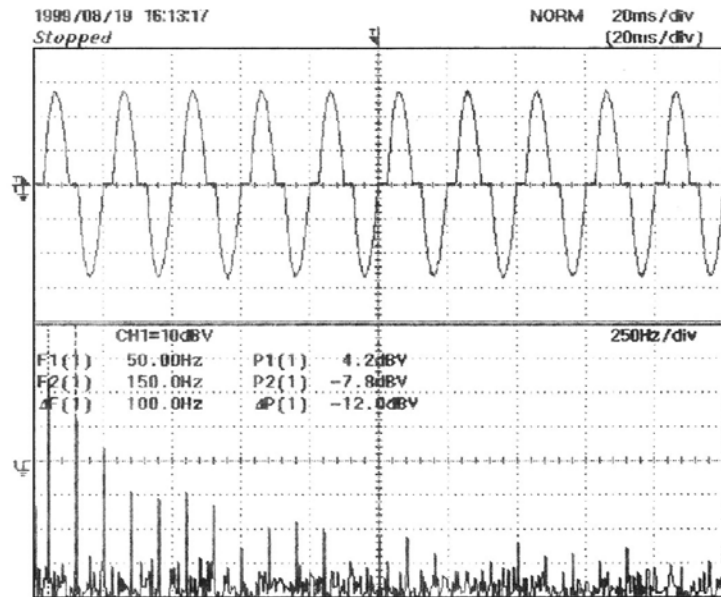 1999/08/19 16:13:17 NORM 20ms/div
Stopped (20ms/div)
CH1=10dBV 250Hz/div
F1(1) 50.00Hz P1(1) 4.2dBV
F2(1) 150.0Hz P2(1) -7.8dBV
ΔF(1) 100.0Hz ΔP(1) -12.0dBV